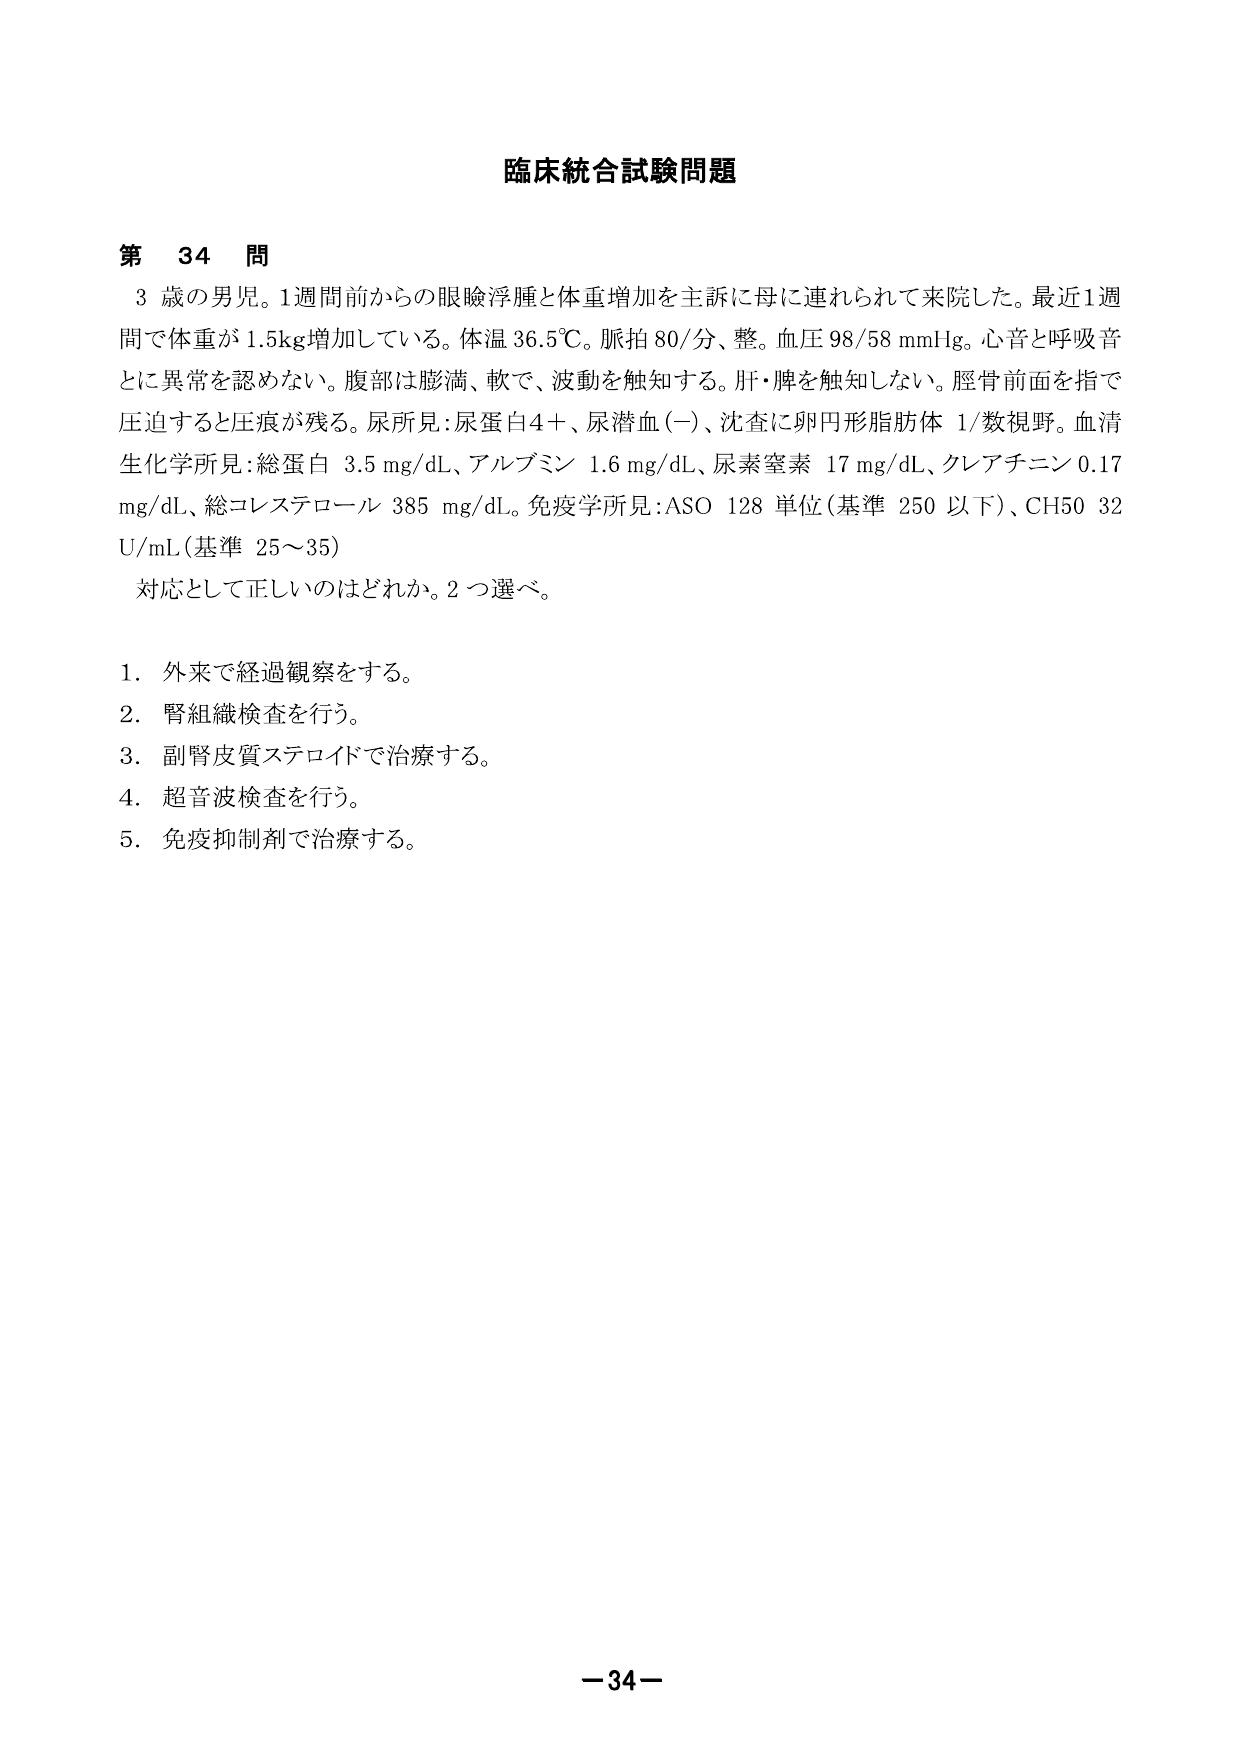 臨床統合試験問題
第 34 問
3 歳の男児。1週間前からの眼瞼浮腫と体重増加を主訴に母に連れられて来院した。最近1週
間で体重が 1.5kg増加している。体温 36.5℃。脈拍 80/分、整。血圧 98/58 mmHg。心音と呼吸音
とに異常を認めない。腹部は膨満、軟で、波動を触知する。肝・脾を触知しない。脛骨前面を指で
圧迫すると圧痕が残る。尿所見:尿蛋白4+、尿潜血(-)、沈査に卵円形脂肪体 1/数視野。血清
生化学所見:総蛋白 3.5 mg/dL、アルブミン 1.6 mg/dL、尿素窒素 17 mg/dL、クレアチニン 0.17
mg/dL、総コレステロール 385 mg/dL。免疫学所見:ASO 128 単位(基準 250 以下)、CH50 32
U/mL(基準 25~35)
対応として正しいのはどれか。2 つ選べ。
1. 外来で経過観察をする。
2. 腎組織検査を行う。
3. 副腎皮質ステロイドで治療する。
4. 超音波検査を行う。
5. 免疫抑制剤で治療する。
-34-